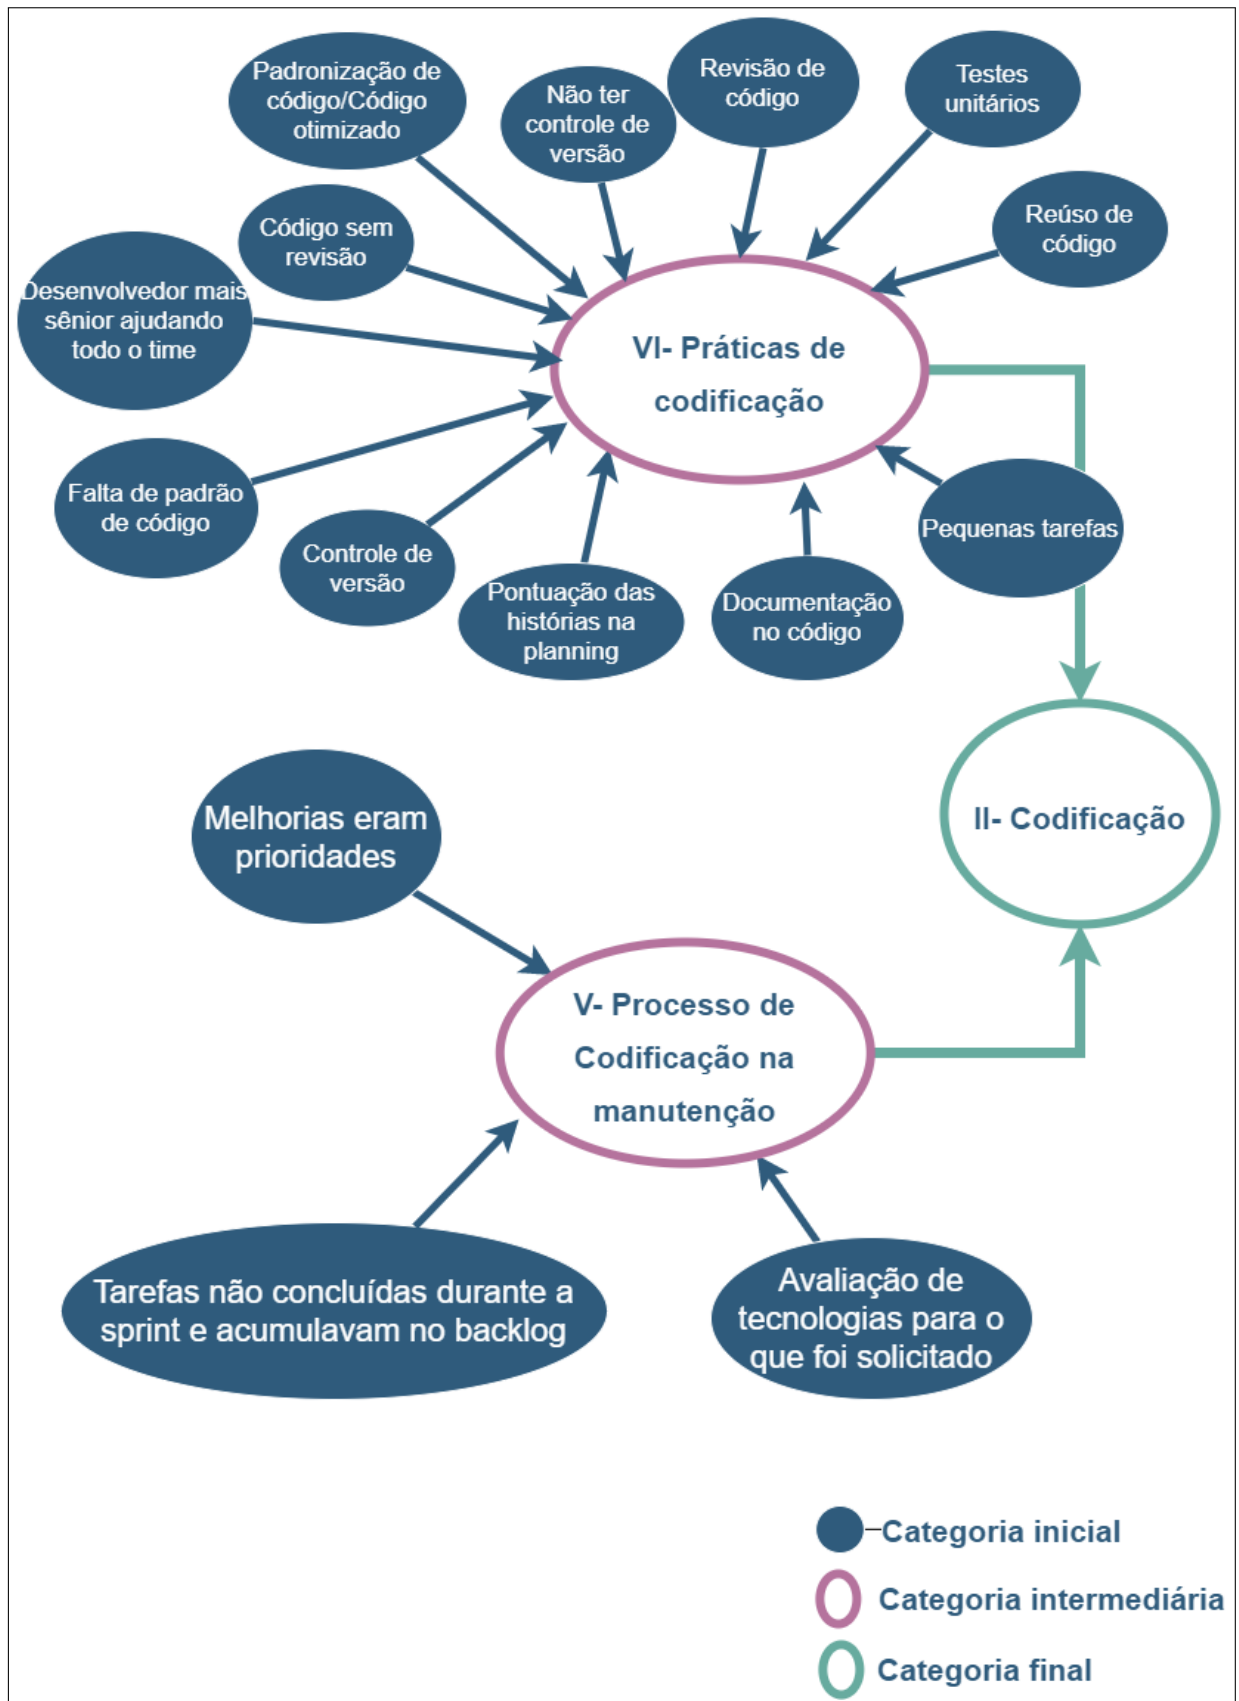 Padronização de
código/Código
otimizado
Não ter
controle de
versão
Revisão de
código
Testes
unitários
Código sem
revisão
Reúso de
código
Desenvolvedor mais
sênior ajudando
todo o time
VI- Práticas de
codificação
Falta de padrão
de código
Controle de
versão
Pontuação das
histórias na
planning
Documentação
no código
Pequenas tarefas
II- Codificação
Melhorias eram
prioridades
V- Processo de
Codificação na
manutenção
Tarefas não concluídas durante a
sprint e acumulavam no backlog
Avaliação de
tecnologias para o
que foi solicitado
Categoria inicial
Categoria intermediária
Categoria final